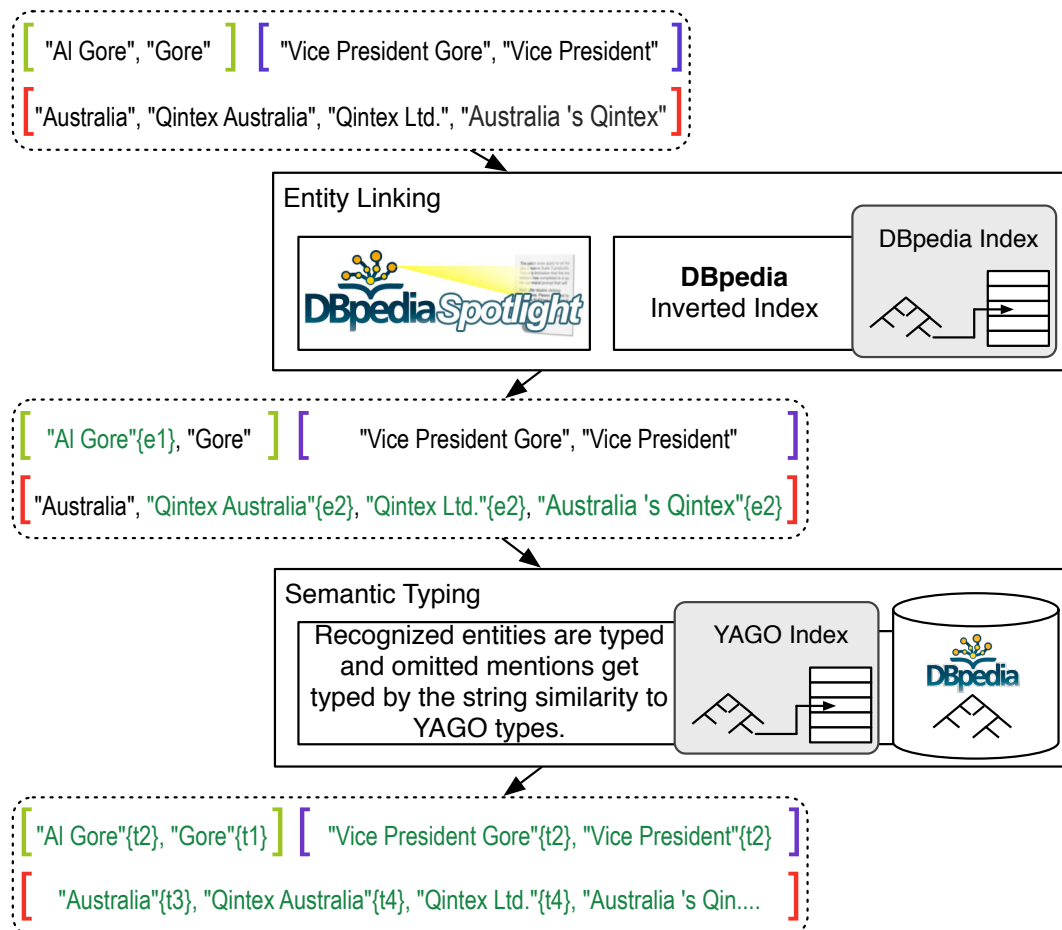 "Al Gore", "Gore" "Vice President Gore", "Vice President"
"Australia", "Qintex Australia", "Qintex Ltd.", "Australia 's Qintex"
Entity Linking
DBpedia Index
DBpedia Spotlight
DBpedia
Inverted Index
"Al Gore"{e1}, "Gore" "Vice President Gore", "Vice President"
"Australia", "Qintex Australia"{e2}, "Qintex Ltd."{e2}, "Australia 's Qintex"{e2}
Semantic Typing
Recognized entities are typed
and omitted mentions get
typed by the string similarity to
YAGO types.
YAGO Index
DBpedia
"Al Gore"{t2}, "Gore"{t1} "Vice President Gore"{t2}, "Vice President"{t2}
"Australia"{t3}, "Qintex Australia"{t4}, "Qintex Ltd."{t4}, "Australia 's Qin....